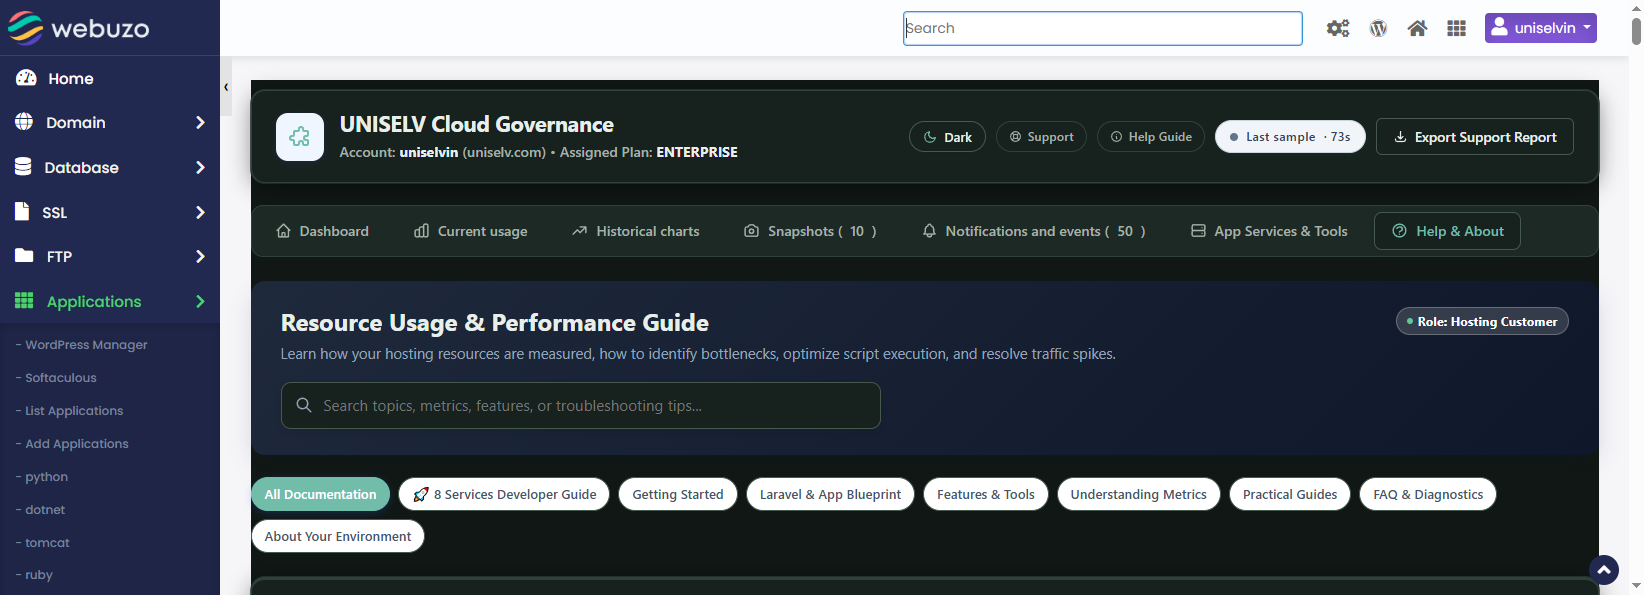 webuzo
Search
uniselvin
Home
Domain
Database
SSL
FTP
Applications
- WordPress Manager
- Softaculous
- List Applications
- Add Applications
- python
- dotnet
- tomcat
- ruby
UNISELV Cloud Governance
Account: uniselvin (uniselv.com) • Assigned Plan: ENTERPRISE
Dark
Support
Help Guide
Last sample · 73s
Export Support Report
Dashboard
Current usage
Historical charts
Snapshots ( 10 )
Notifications and events ( 50 )
App Services & Tools
Help & About
Resource Usage & Performance Guide
Role: Hosting Customer
Learn how your hosting resources are measured, how to identify bottlenecks, optimize script execution, and resolve traffic spikes.
Search topics, metrics, features, or troubleshooting tips...
All Documentation
🚀 8 Services Developer Guide
Getting Started
Laravel & App Blueprint
Features & Tools
Understanding Metrics
Practical Guides
FAQ & Diagnostics
About Your Environment